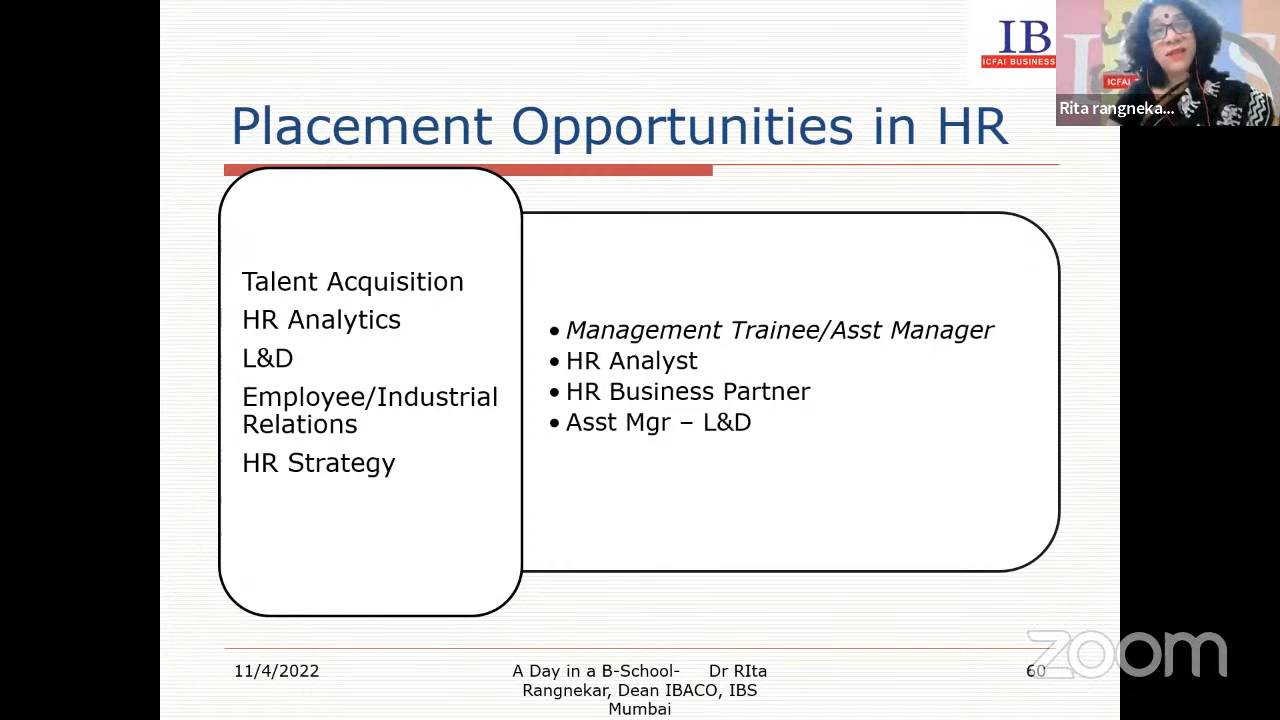 IB
ICFAI BUSINESS
ICFAI
Rita rangneka...
Placement Opportunities in HR
Talent Acquisition
HR Analytics
L&D
Employee/Industrial
Relations
HR Strategy
• Management Trainee/Asst Manager
• HR Analyst
• HR Business Partner
• Asst Mgr – L&D
11/4/2022
A Day in a B-School- Dr RIta
Rangnekar, Dean IBACO, IBS
Mumbai
60
zoom